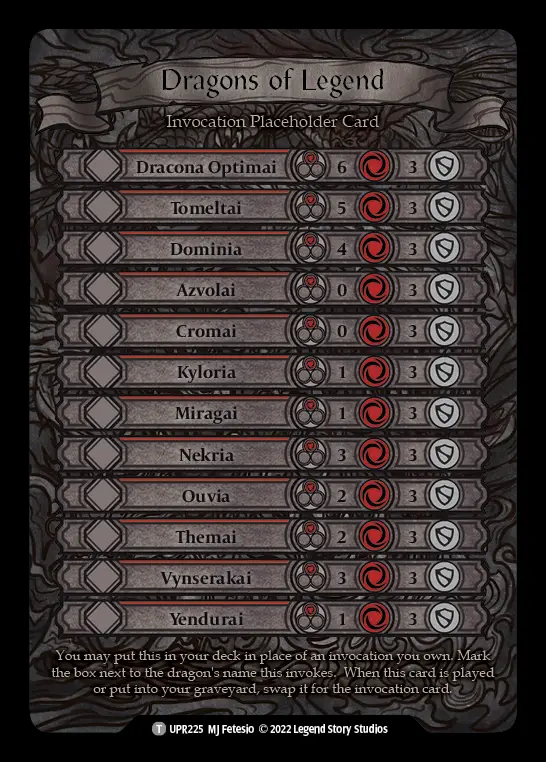 Dragons of Legend
Invocation Placeholder Card
Dracona Optimai 6 3
Tomeltai 5 3
Dominia 4 3
Azvolai 0 3
Cromai 0 3
Kyloria 1 3
Miragai 1 3
Nekria 3 3
Ouvia 2 3
Themai 2 3
Vynserakai 3 3
Yendurai 1 3
You may put this in your deck in place of an invocation you own. Mark
the box next to the dragon's name this invokes. When this card is played
or put into your graveyard, swap it for the invocation card.
T UPR225 MJ Fetesio © 2022 Legend Story Studios